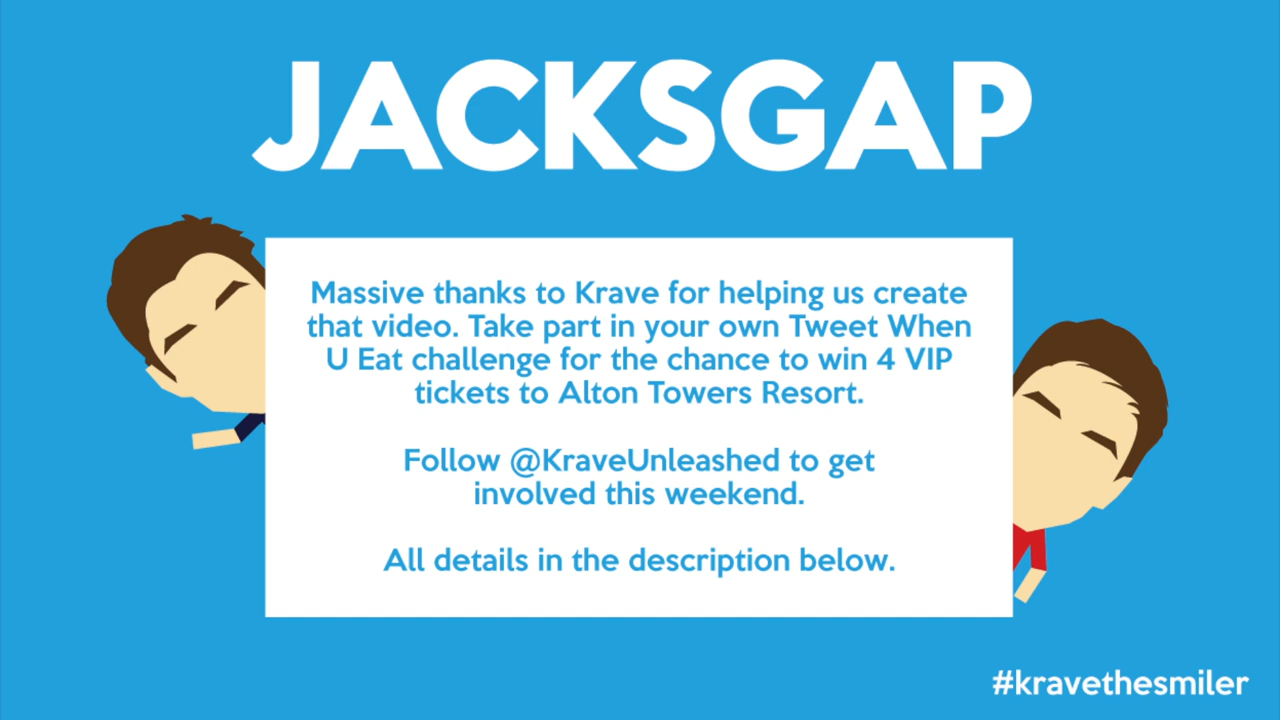 JACKSGAP
Massive thanks to Krave for helping us create
that video. Take part in your own Tweet When
U Eat challenge for the chance to win 4 VIP
tickets to Alton Towers Resort.
Follow @KraveUnleashed to get
involved this weekend.
All details in the description below.
#kravethesmiler